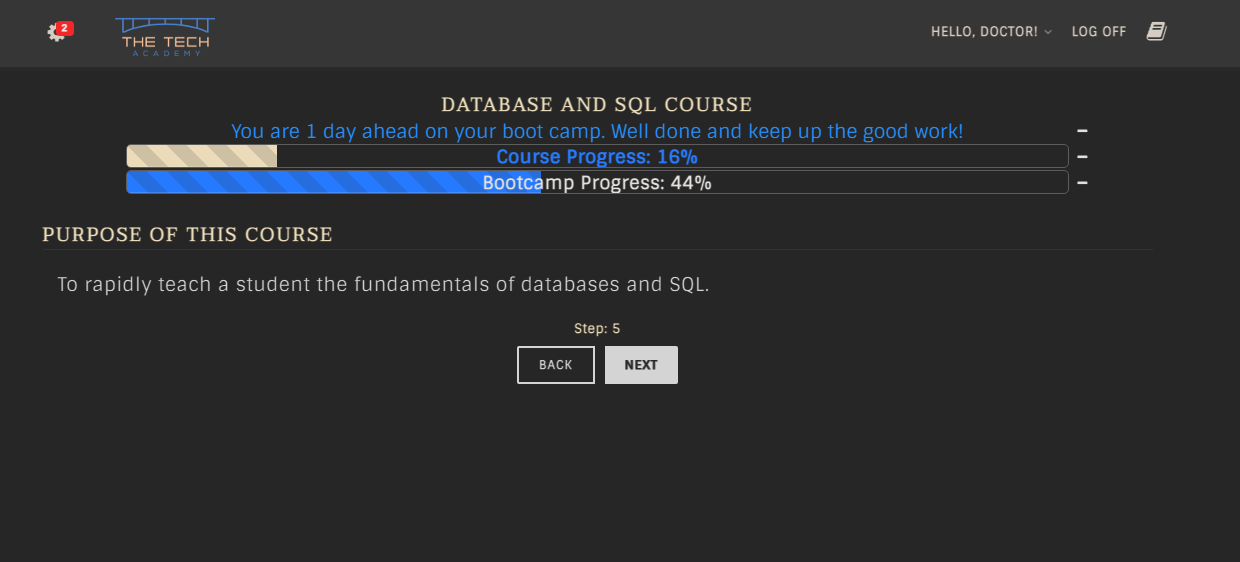 2
THE TECH
ACADEMY
HELLO, DOCTOR!
LOG OFF
DATABASE AND SQL COURSE
You are 1 day ahead on your boot camp. Well done and keep up the good work!
Course Progress: 16%
Bootcamp Progress: 44%
PURPOSE OF THIS COURSE
To rapidly teach a student the fundamentals of databases and SQL.
Step: 5
BACK
NEXT